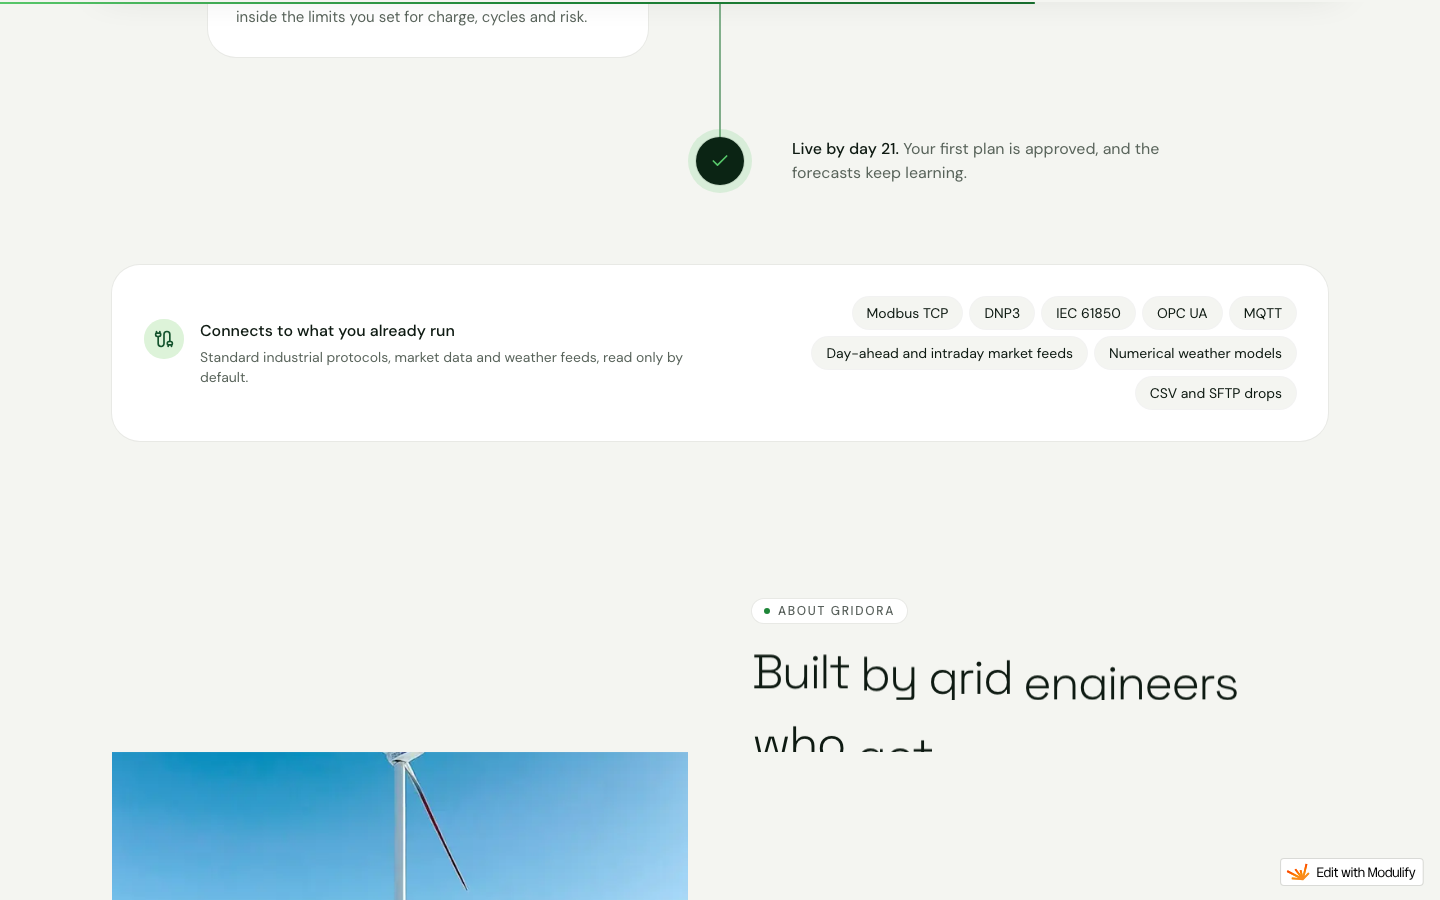 inside the limits you set for charge, cycles and risk.
Live by day 21. Your first plan is approved, and the
forecasts keep learning.
Connects to what you already run
Standard industrial protocols, market data and weather feeds, read only by
default.
Modbus TCP
DNP3
IEC 61850
OPC UA
MQTT
Day-ahead and intraday market feeds
Numerical weather models
CSV and SFTP drops
ABOUT GRIDORA
Built by grid engineers
who got
Edit with Modulify